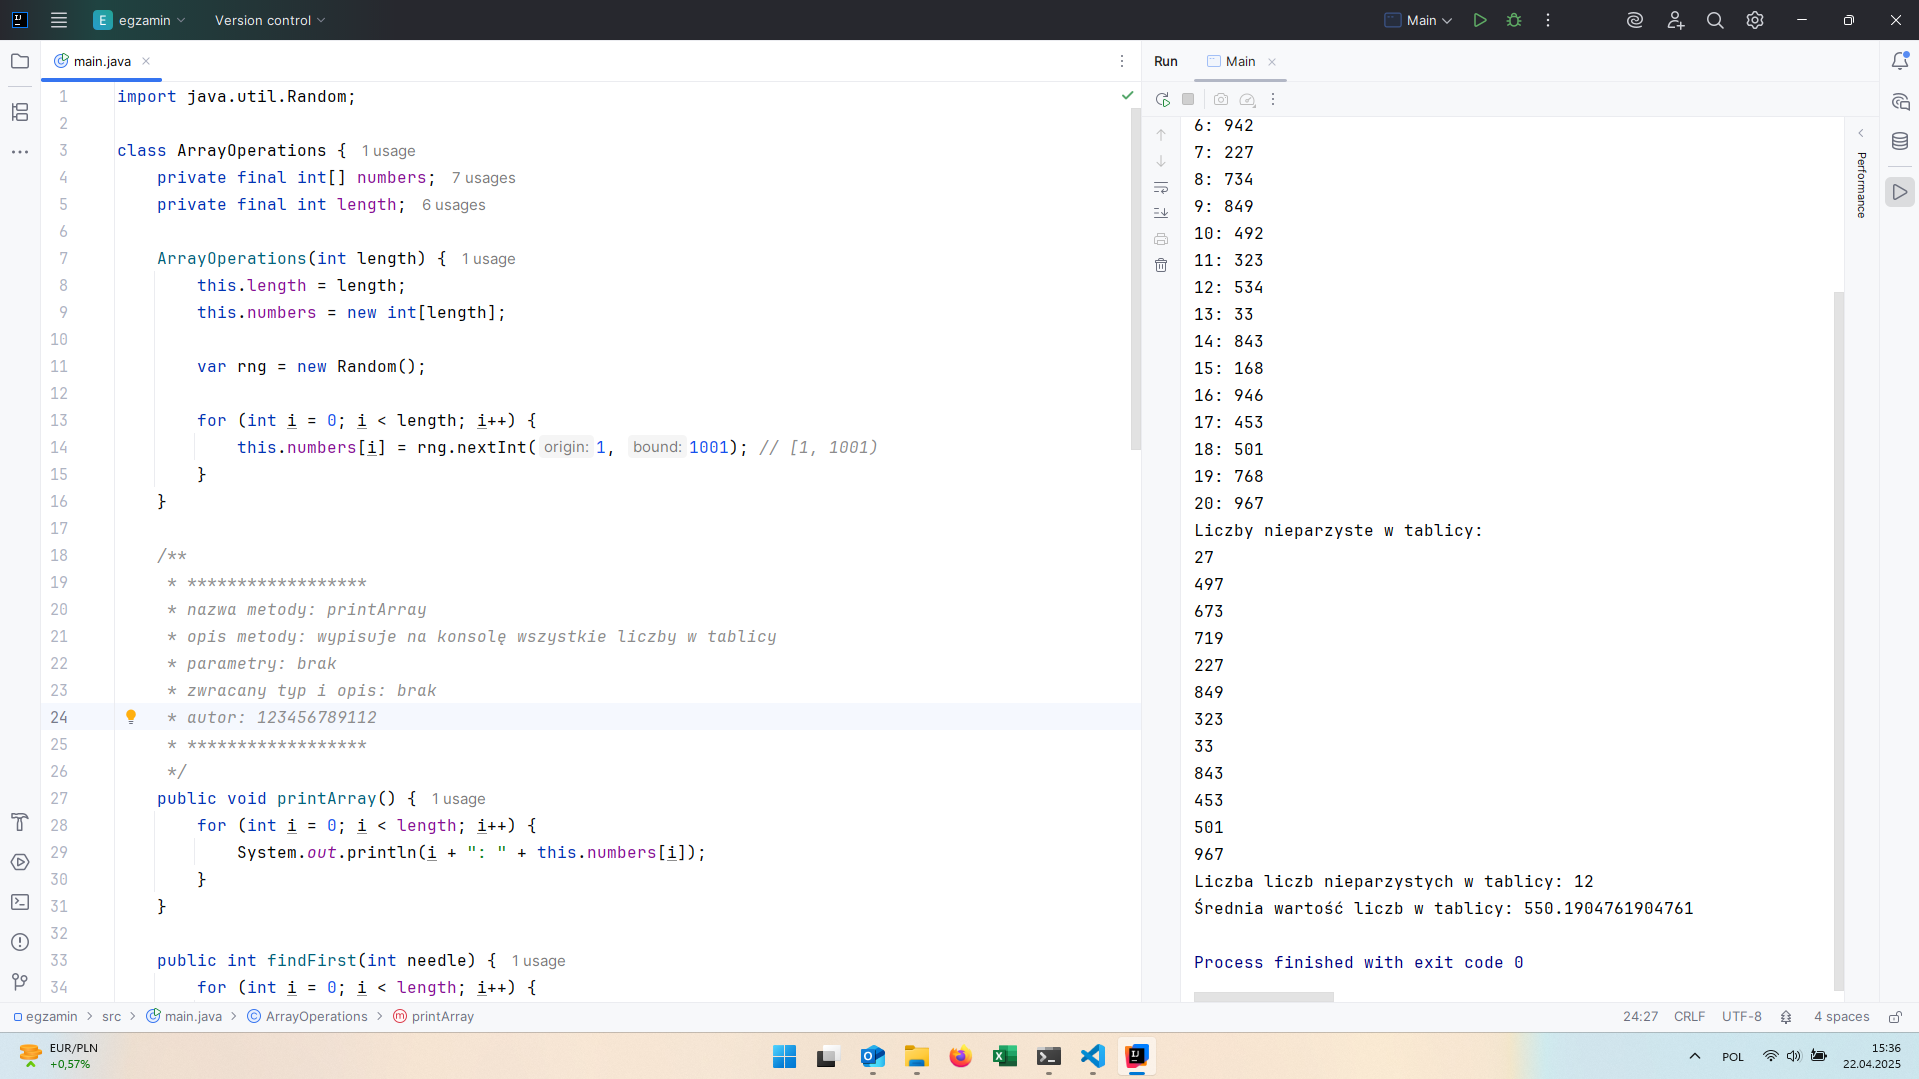 E egzamin
Version control
Main
main.java
1 import java.util.Random;
2
3 class ArrayOperations { 1 usage
4 private final int[] numbers; 7 usages
5 private final int length; 6 usages
6
7 ArrayOperations(int length) { 1 usage
8 this.length = length;
9 this.numbers = new int[length];
10
11 var rng = new Random();
12
13 for (int i = 0; i < length; i++) {
14 this.numbers[i] = rng.nextInt( origin: 1, bound: 1001); // [1, 1001)
15 }
16 }
17
18 /**
19 * ******************
20 * nazwa metody: printArray
21 * opis metody: wypisuje na konsolę wszystkie liczby w tablicy
22 * parametry: brak
23 * zwracany typ i opis: brak
24 * autor: 123456789112
25 * ******************
26 */
27 public void printArray() { 1 usage
28 for (int i = 0; i < length; i++) {
29 System.out.println(i + ": " + this.numbers[i]);
30 }
31 }
32
33 public int findFirst(int needle) { 1 usage
34 for (int i = 0; i < length; i++) {
Run
Main
6: 942
7: 227
8: 734
9: 849
10: 492
11: 323
12: 534
13: 33
14: 843
15: 168
16: 946
17: 453
18: 501
19: 768
20: 967
Liczby nieparzyste w tablicy:
27
497
673
719
227
849
323
33
843
453
501
967
Liczba liczb nieparzystych w tablicy: 12
Średnia wartość liczb w tablicy: 550.1904761904761
Process finished with exit code 0
Performance
egzamin > src > main.java > ArrayOperations > printArray
24:27 CRLF UTF-8 4 spaces
EUR/PLN
+0,57%
POL
15:36
22.04.2025